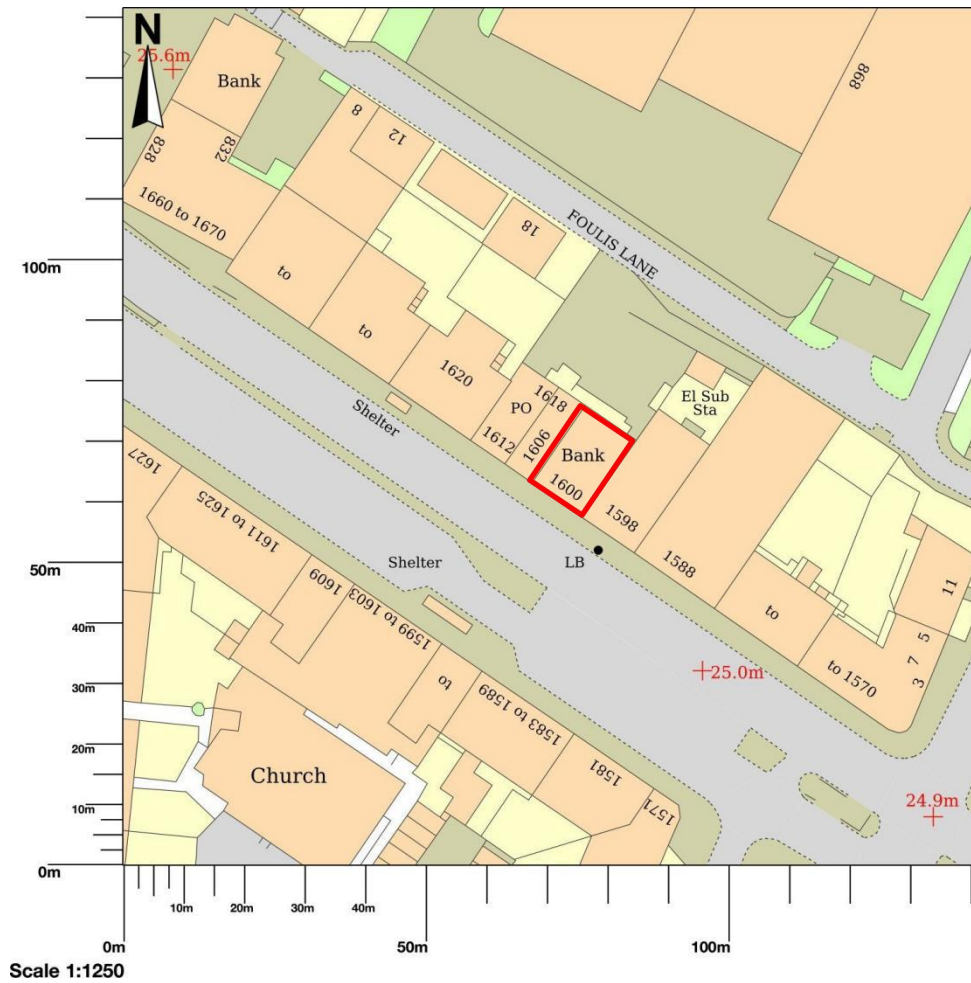 N
25.6m
Bank
868
8
12
828
832
1660 to 1670
18
FOULIS LANE
100m
to
to
1620
Shelter
PO
1618
El Sub
Sta
1612
1606
Bank
1600
1598
1627
1611 to 1625
LB
1588
50m
Shelter
1609
1599 to 1603
11
to
5
7
3
40m
to 1570
25.0m
30m
to
1583 to 1589
20m
Church
1581
1571
24.9m
10m
0m
10m
20m
30m
40m
0m
50m
100m
Scale 1:1250